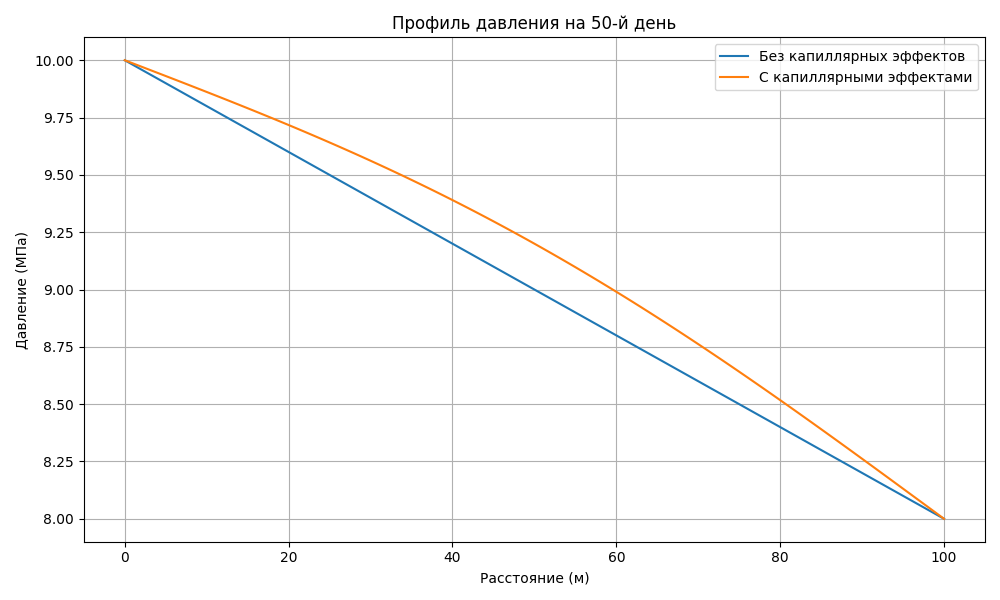 Профиль давления на 50-й день
Без капиллярных эффектов
С капиллярными эффектами
Давление (МПа)
10.00
9.75
9.50
9.25
9.00
8.75
8.50
8.25
8.00
0 20 40 60 80 100
Расстояние (м)